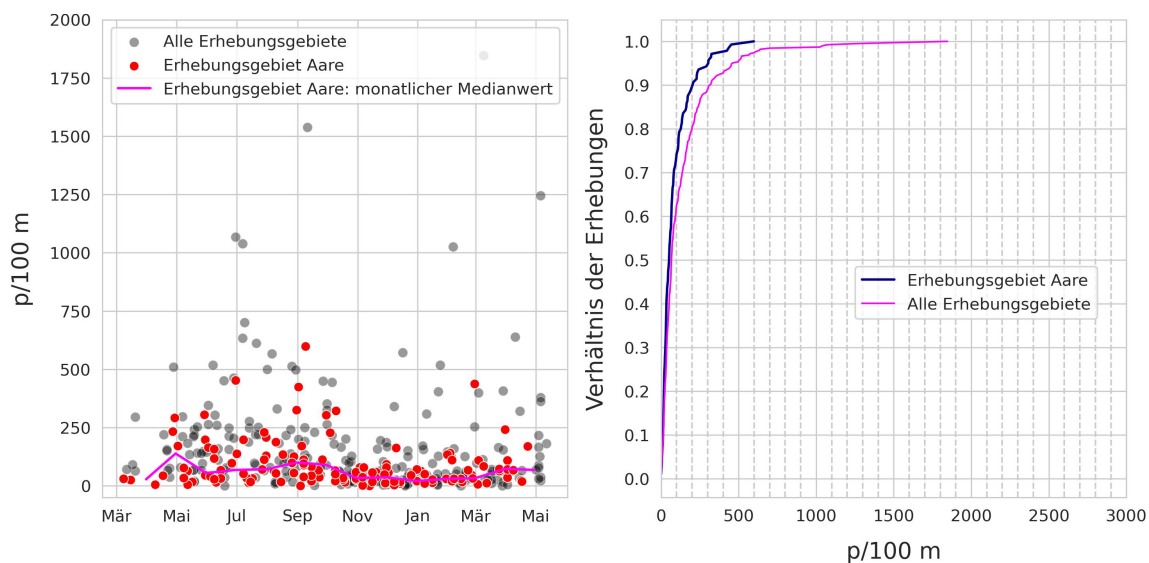 2000
1750
1500
1250
1000
750
500
250
0
p/100 m
Alle Erhebungsgebiete
Erhebungsgebiet Aare
Erhebungsgebiet Aare: monatlicher Medianwert
Mär Mai Jul Sep Nov Jan Mär Mai
1.0
0.9
0.8
0.7
0.6
0.5
0.4
0.3
0.2
0.1
0.0
Verhältnis der Erhebungen
Erhebungsgebiet Aare
Alle Erhebungsgebiete
0 500 1000 1500 2000 2500 3000
p/100 m